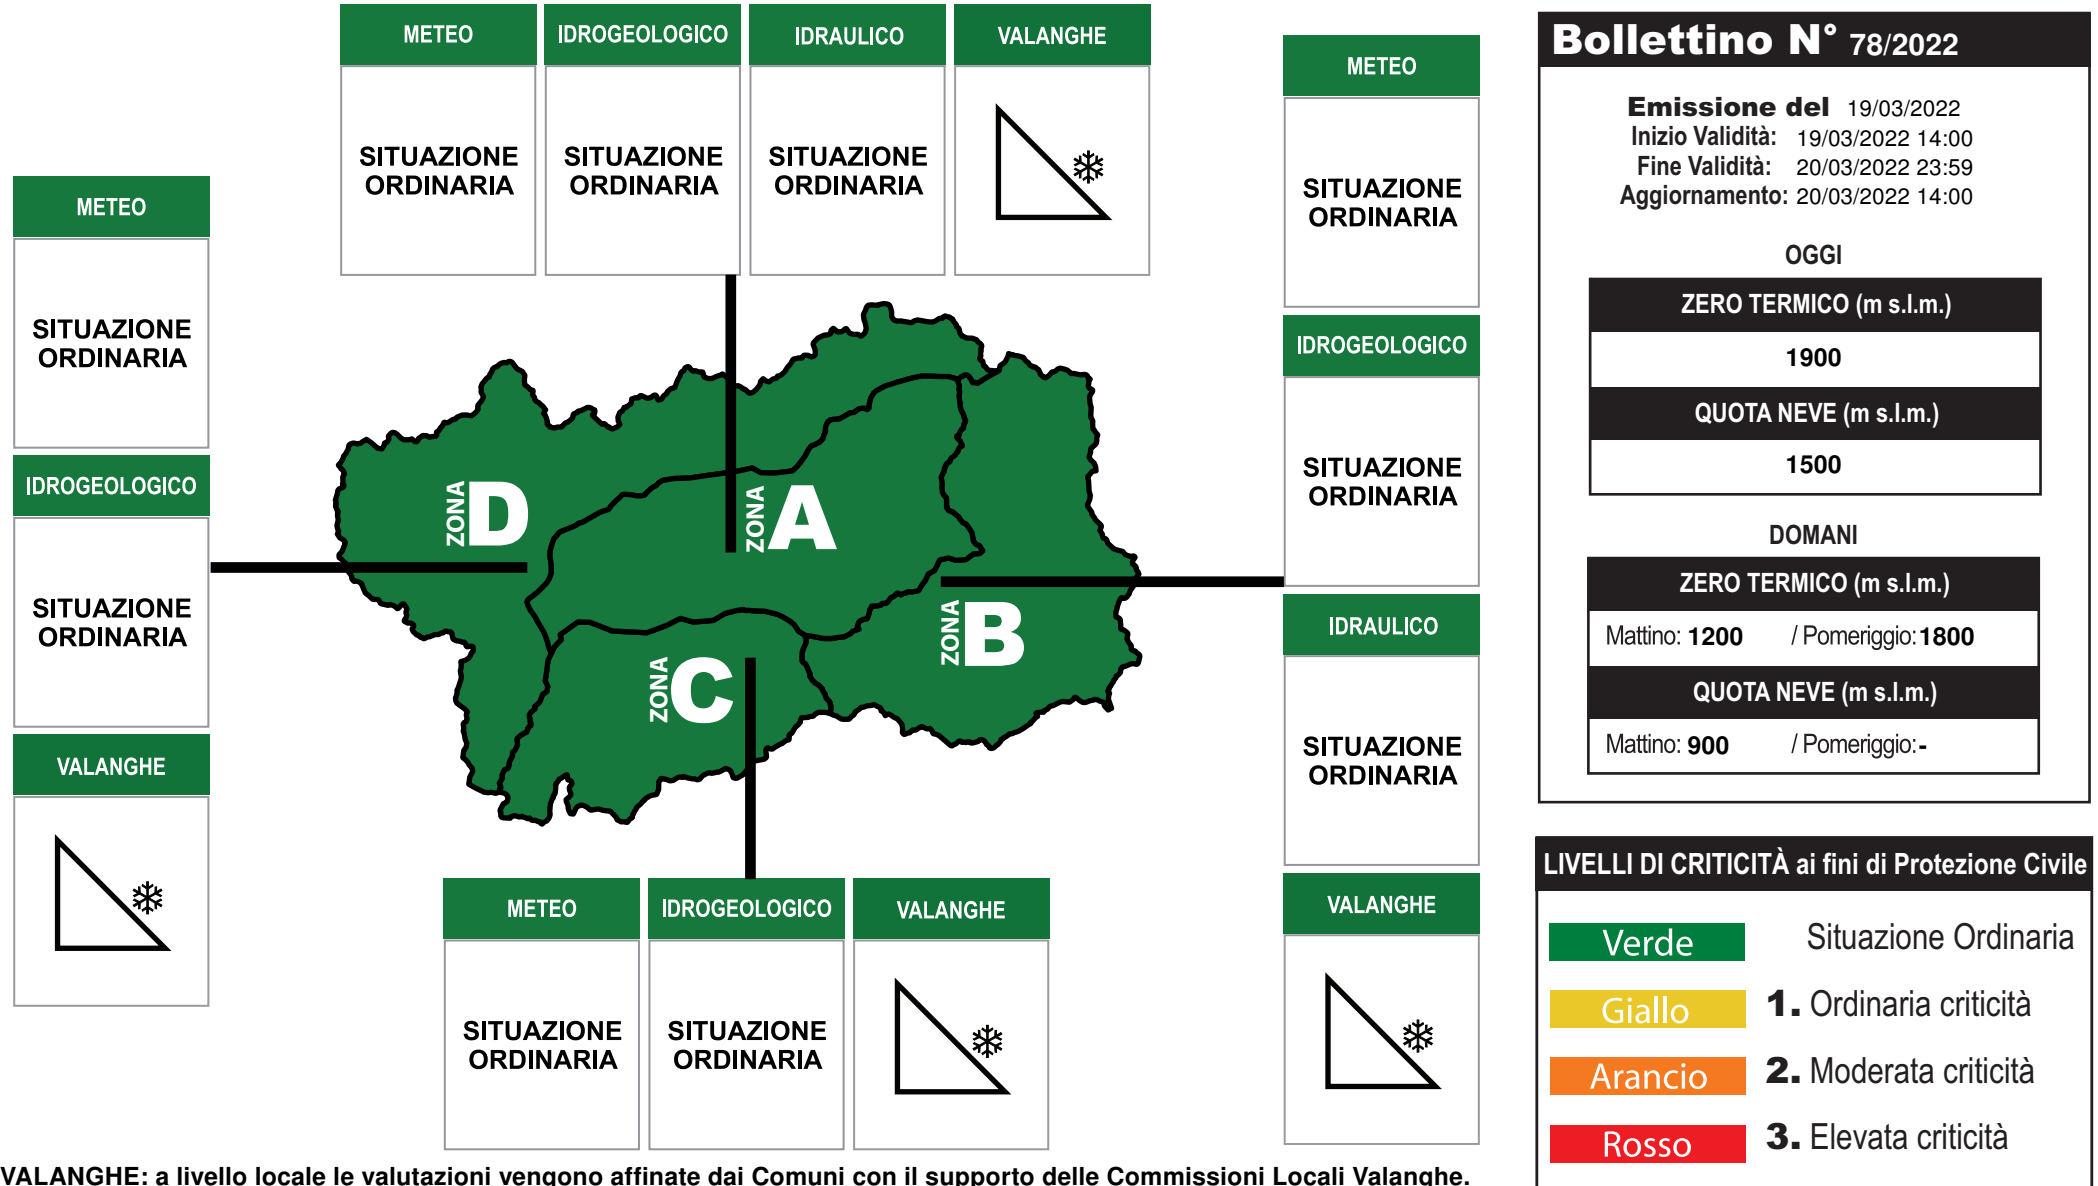 METEO
IDROGEOLOGICO
IDRAULICO
VALANGHE
SITUAZIONE
ORDINARIA
SITUAZIONE
ORDINARIA
SITUAZIONE
ORDINARIA
METEO
SITUAZIONE
ORDINARIA
IDROGEOLOGICO
SITUAZIONE
ORDINARIA
VALANGHE
ZONA D
ZONA A
ZONA B
ZONA C
METEO
SITUAZIONE
ORDINARIA
IDROGEOLOGICO
SITUAZIONE
ORDINARIA
IDRAULICO
SITUAZIONE
ORDINARIA
VALANGHE
METEO
IDROGEOLOGICO
VALANGHE
SITUAZIONE
ORDINARIA
SITUAZIONE
ORDINARIA
VALANGHE: a livello locale le valutazioni vengono affinate dai Comuni con il supporto delle Commissioni Locali Valanghe.
Bollettino N° 78/2022
Emissione del 19/03/2022
Inizio Validità: 19/03/2022 14:00
Fine Validità: 20/03/2022 23:59
Aggiornamento: 20/03/2022 14:00
OGGI
ZERO TERMICO (m s.l.m.)
1900
QUOTA NEVE (m s.l.m.)
1500
DOMANI
ZERO TERMICO (m s.l.m.)
Mattino: 1200 / Pomeriggio: 1800
QUOTA NEVE (m s.l.m.)
Mattino: 900 / Pomeriggio: -
LIVELLI DI CRITICITÀ ai fini di Protezione Civile
Verde Situazione Ordinaria
Giallo 1. Ordinaria criticità
Arancio 2. Moderata criticità
Rosso 3. Elevata criticità